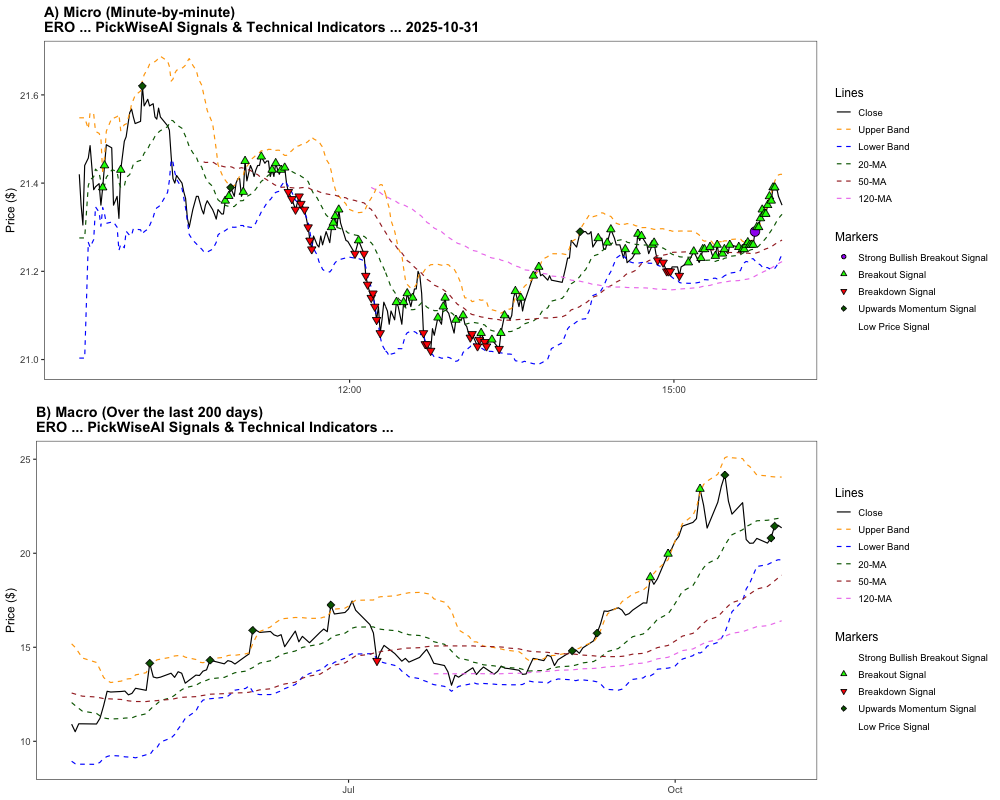 A) Micro (Minute-by-minute)
ERO ... PickWiseAI Signals & Technical Indicators ... 2025-10-31
Price ($)
21.6
21.4
21.2
21.0
12:00
15:00
Lines
Close
Upper Band
Lower Band
20-MA
50-MA
120-MA
Markers
Strong Bullish Breakout Signal
Breakout Signal
Breakdown Signal
Upwards Momentum Signal
Low Price Signal
B) Macro (Over the last 200 days)
ERO ... PickWiseAI Signals & Technical Indicators ...
Price ($)
25
20
15
10
Jul
Oct
Lines
Close
Upper Band
Lower Band
20-MA
50-MA
120-MA
Markers
Strong Bullish Breakout Signal
Breakout Signal
Breakdown Signal
Upwards Momentum Signal
Low Price Signal